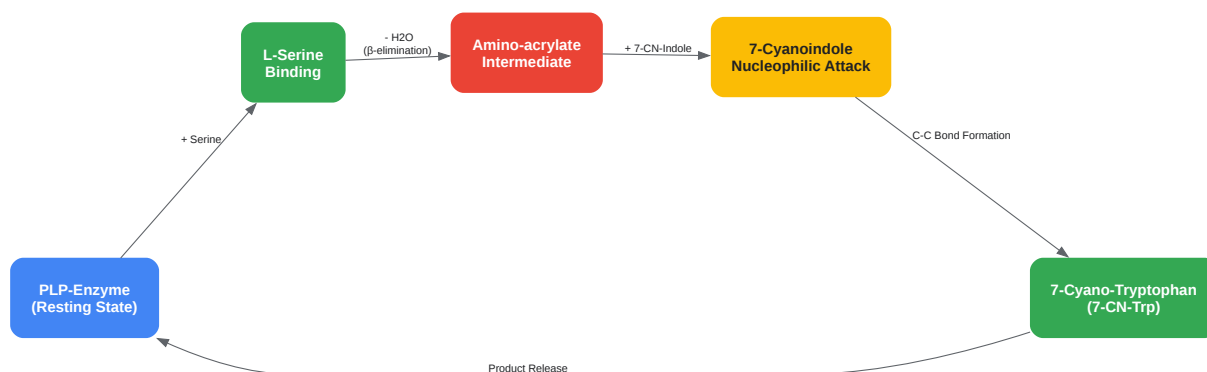 L-Serine
Binding
- H2O
(β-elimination)
Amino-acrylate
Intermediate
+ 7-CN-Indole
7-Cyanoindole
Nucleophilic Attack
+ Serine
C-C Bond Formation
PLP-Enzyme
(Resting State)
7-Cyano-Tryptophan
(7-CN-Trp)
Product Release